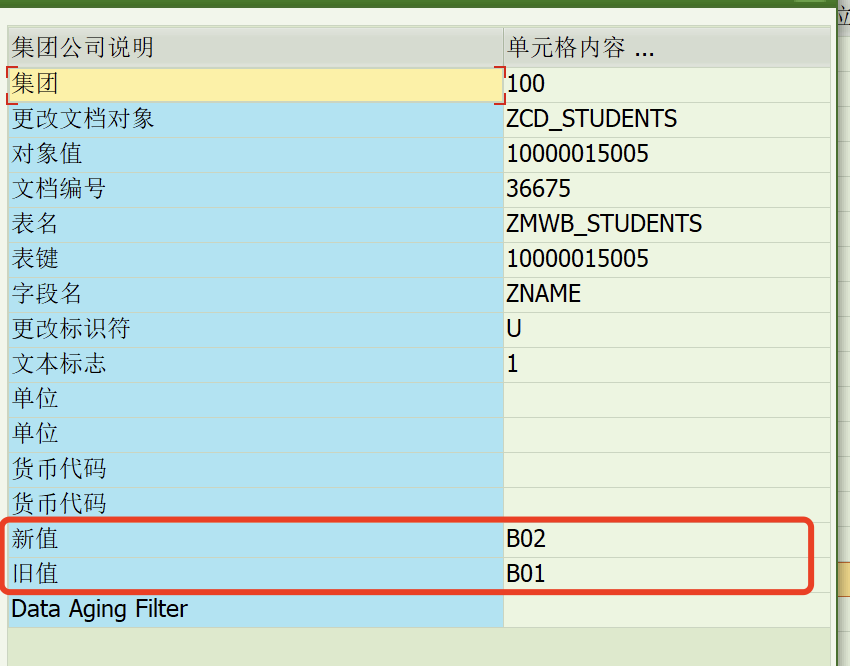 集团公司说明 单元格内容 ...
集团 100
更改文档对象 ZCD_STUDENTS
对象值 10000015005
文档编号 36675
表名 ZMWB_STUDENTS
表键 10000015005
字段名 ZNAME
更改标识符 U
文本标志 1
单位
单位
货币代码
货币代码
新值 B02
旧值 B01
Data Aging Filter